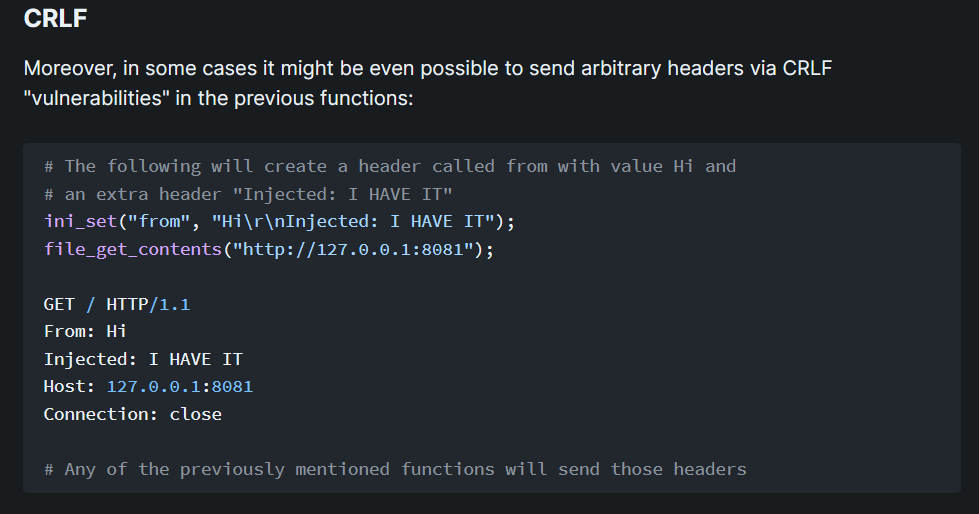 CRLF
Moreover, in some cases it might be even possible to send arbitrary headers via CRLF
"vulnerabilities" in the previous functions:
# The following will create a header called from with value Hi and
# an extra header "Injected: I HAVE IT"
ini_set("from", "Hi\r\nInjected: I HAVE IT");
file_get_contents("http://127.0.0.1:8081");
GET / HTTP/1.1
From: Hi
Injected: I HAVE IT
Host: 127.0.0.1:8081
Connection: close
# Any of the previously mentioned functions will send those headers